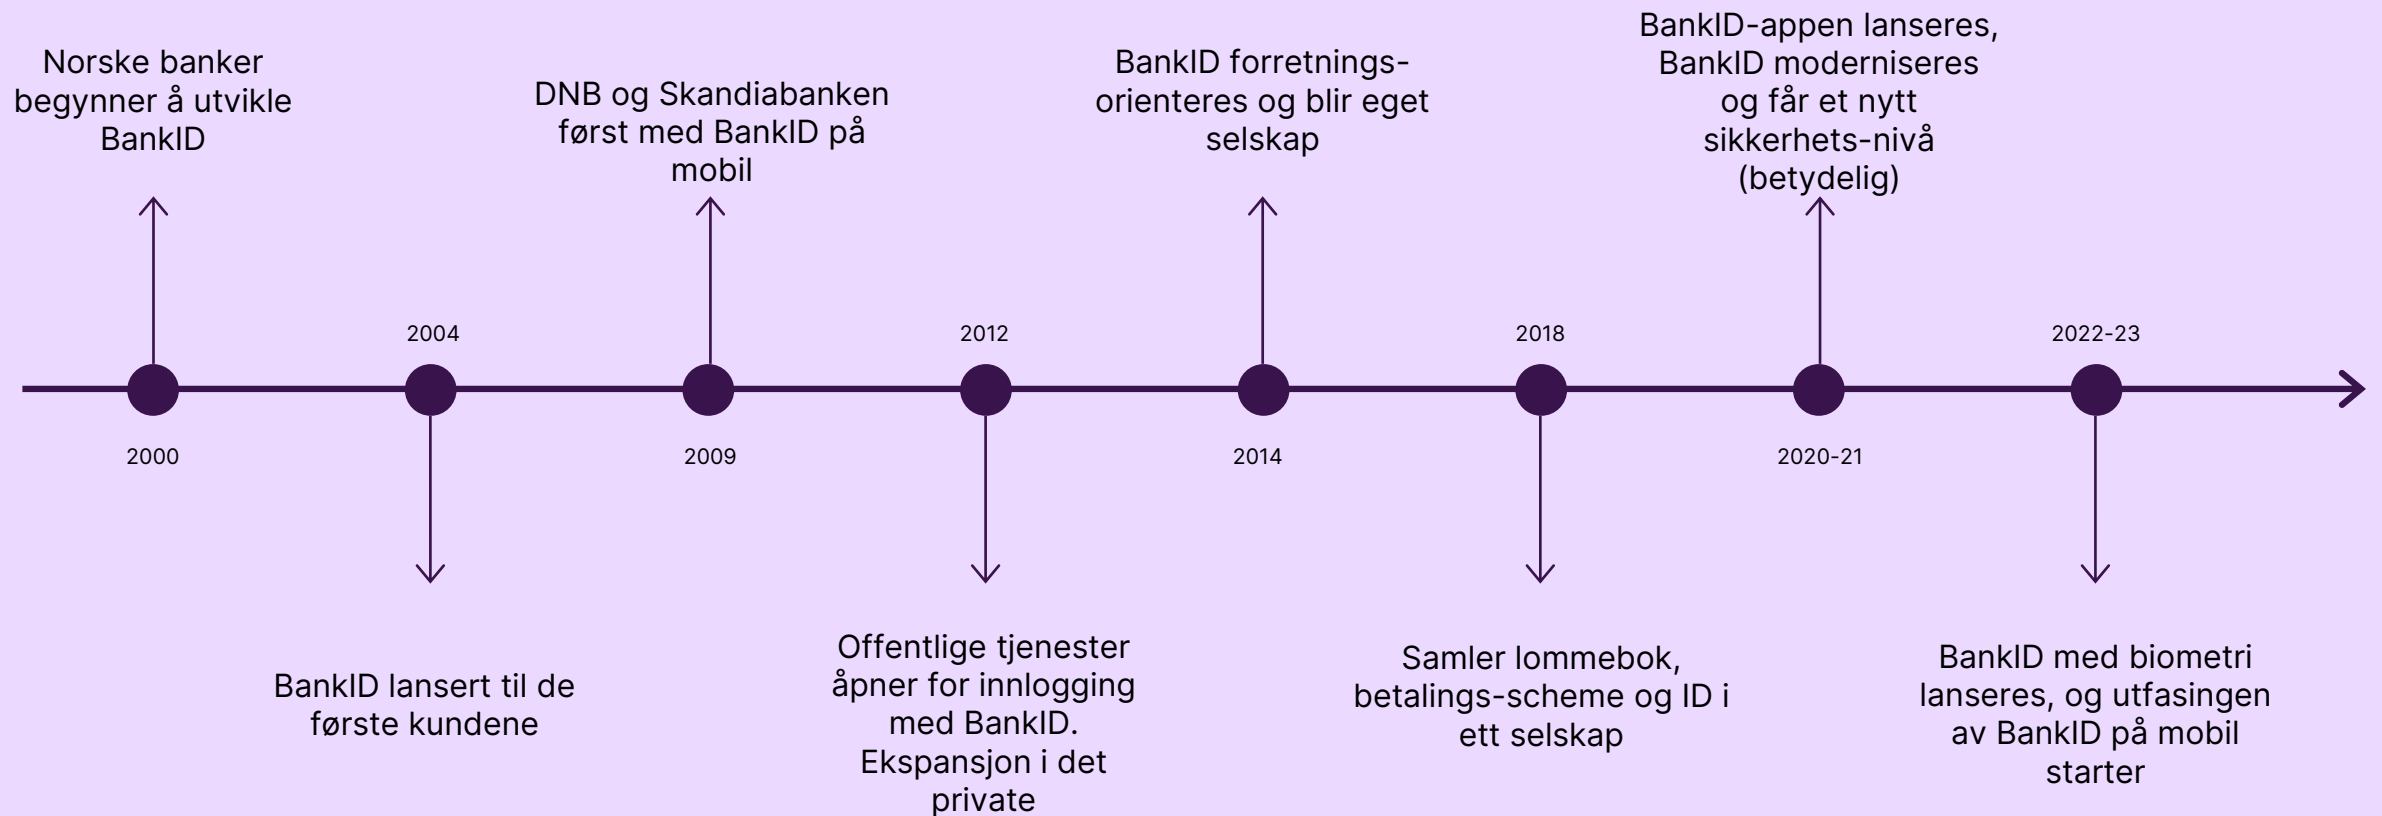 Norske banker
begynner å utvikle
BankID
2000
2004
BankID lansert til de
første kundene
DNB og Skandiabanken
først med BankID på
mobil
2009
2012
Offentlige tjenester
åpner for innlogging
med BankID.
Ekspansjon i det
private
BankID forretnings-
orienteres og blir eget
selskap
2014
2018
Samler lommebok,
betalings-scheme og ID i
ett selskap
BankID-appen lanseres,
BankID moderniseres
og får et nytt
sikkerhets-nivå
(betydelig)
2020-21
2022-23
BankID med biometri
lanseres, og utfasingen
av BankID på mobil
starter